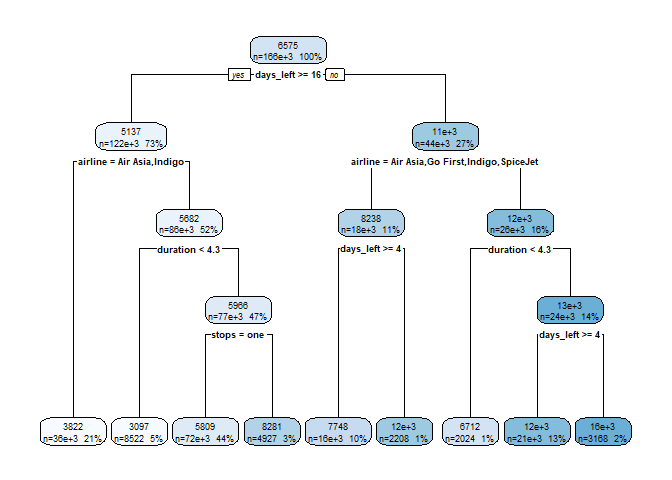 6575
n=166e+3 100%
yes days_left >= 16 no
5137
n=122e+3 73%
11e+3
n=44e+3 27%
airline = Air Asia,Indigo
airline = Air Asia,Go First,Indigo,SpiceJet
5682
n=86e+3 52%
8238
n=18e+3 11%
12e+3
n=26e+3 16%
duration < 4.3
days_left >= 4
duration < 4.3
5966
n=77e+3 47%
13e+3
n=24e+3 14%
stops = one
days_left >= 4
3822
n=36e+3 21%
3097
n=8522 5%
5809
n=72e+3 44%
8281
n=4927 3%
7748
n=16e+3 10%
12e+3
n=2208 1%
6712
n=2024 1%
12e+3
n=21e+3 13%
16e+3
n=3168 2%